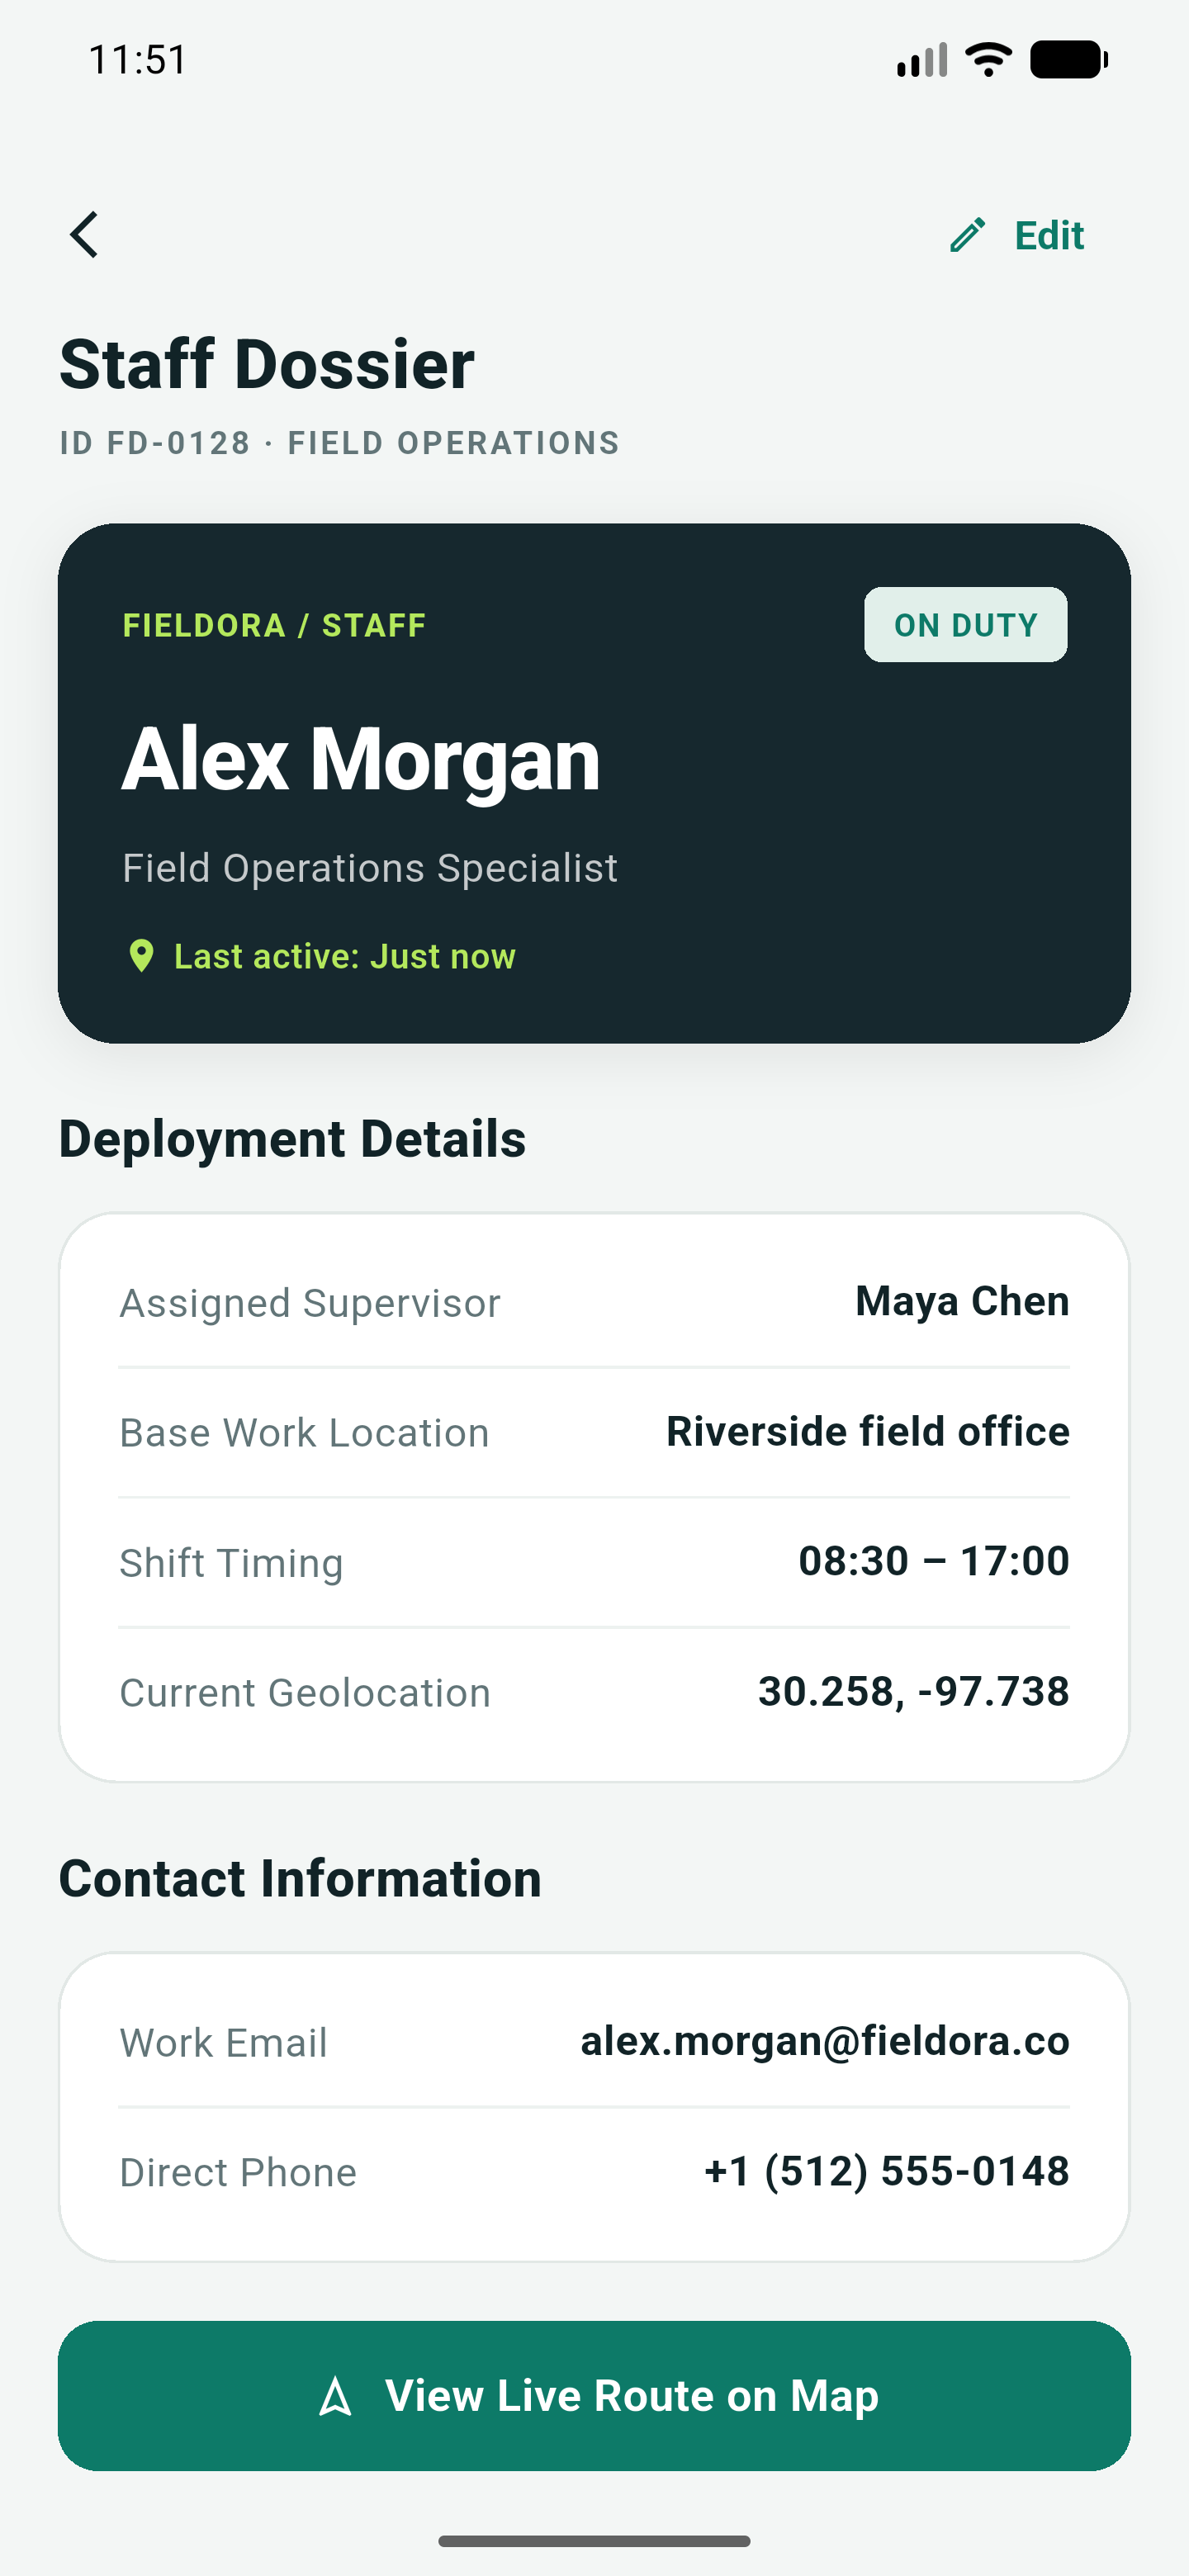 11:51
Edit
Staff Dossier
ID FD-0128 · FIELD OPERATIONS
FIELDORA / STAFF
ON DUTY
Alex Morgan
Field Operations Specialist
Last active: Just now
Deployment Details
Assigned Supervisor Maya Chen
Base Work Location Riverside field office
Shift Timing 08:30 – 17:00
Current Geolocation 30.258, -97.738
Contact Information
Work Email alex.morgan@fieldora.co
Direct Phone +1 (512) 555-0148
View Live Route on Map